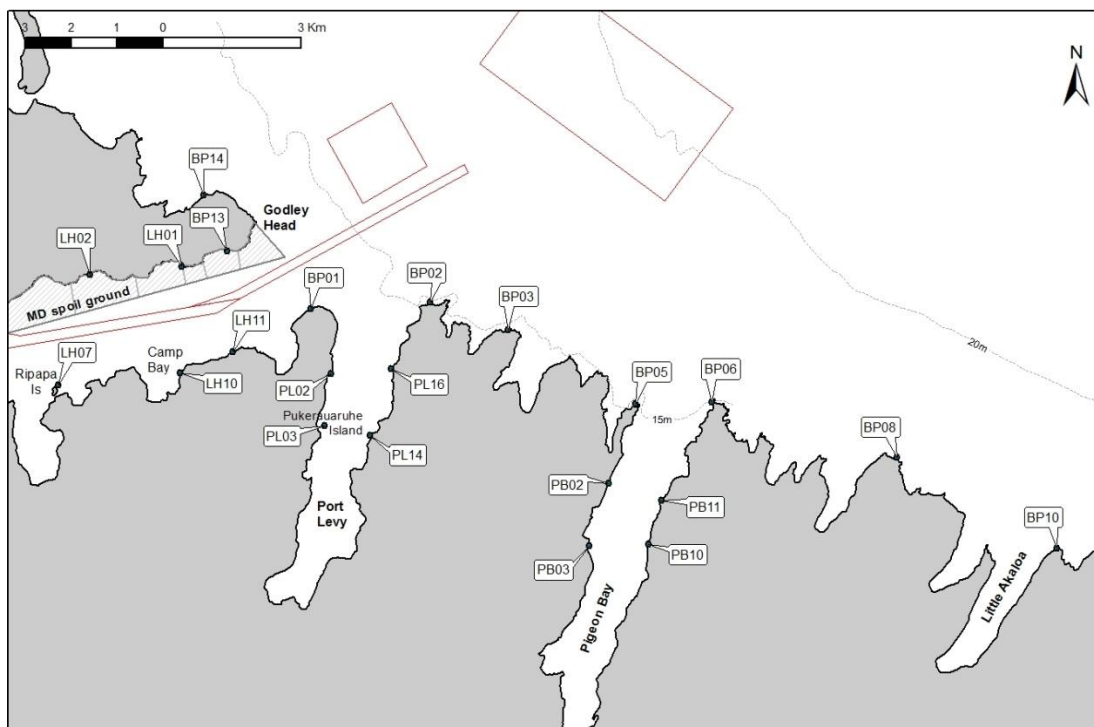 3 2 1 0 3 Km
N
BP14
Godley
Head
BP13
LH01
LH02
MD spoil ground
BP01
BP02
BP03
LH11
Camp
Bay
LH07
Ripapa
Is
LH10
PL02
PL16
20m
BP05
BP06
15m
Pukerauaruhe
Island
PL03
PL14
BP08
PB02
PB11
Port
Levy
BP10
PB03
PB10
Pigeon Bay
Little Akaloa